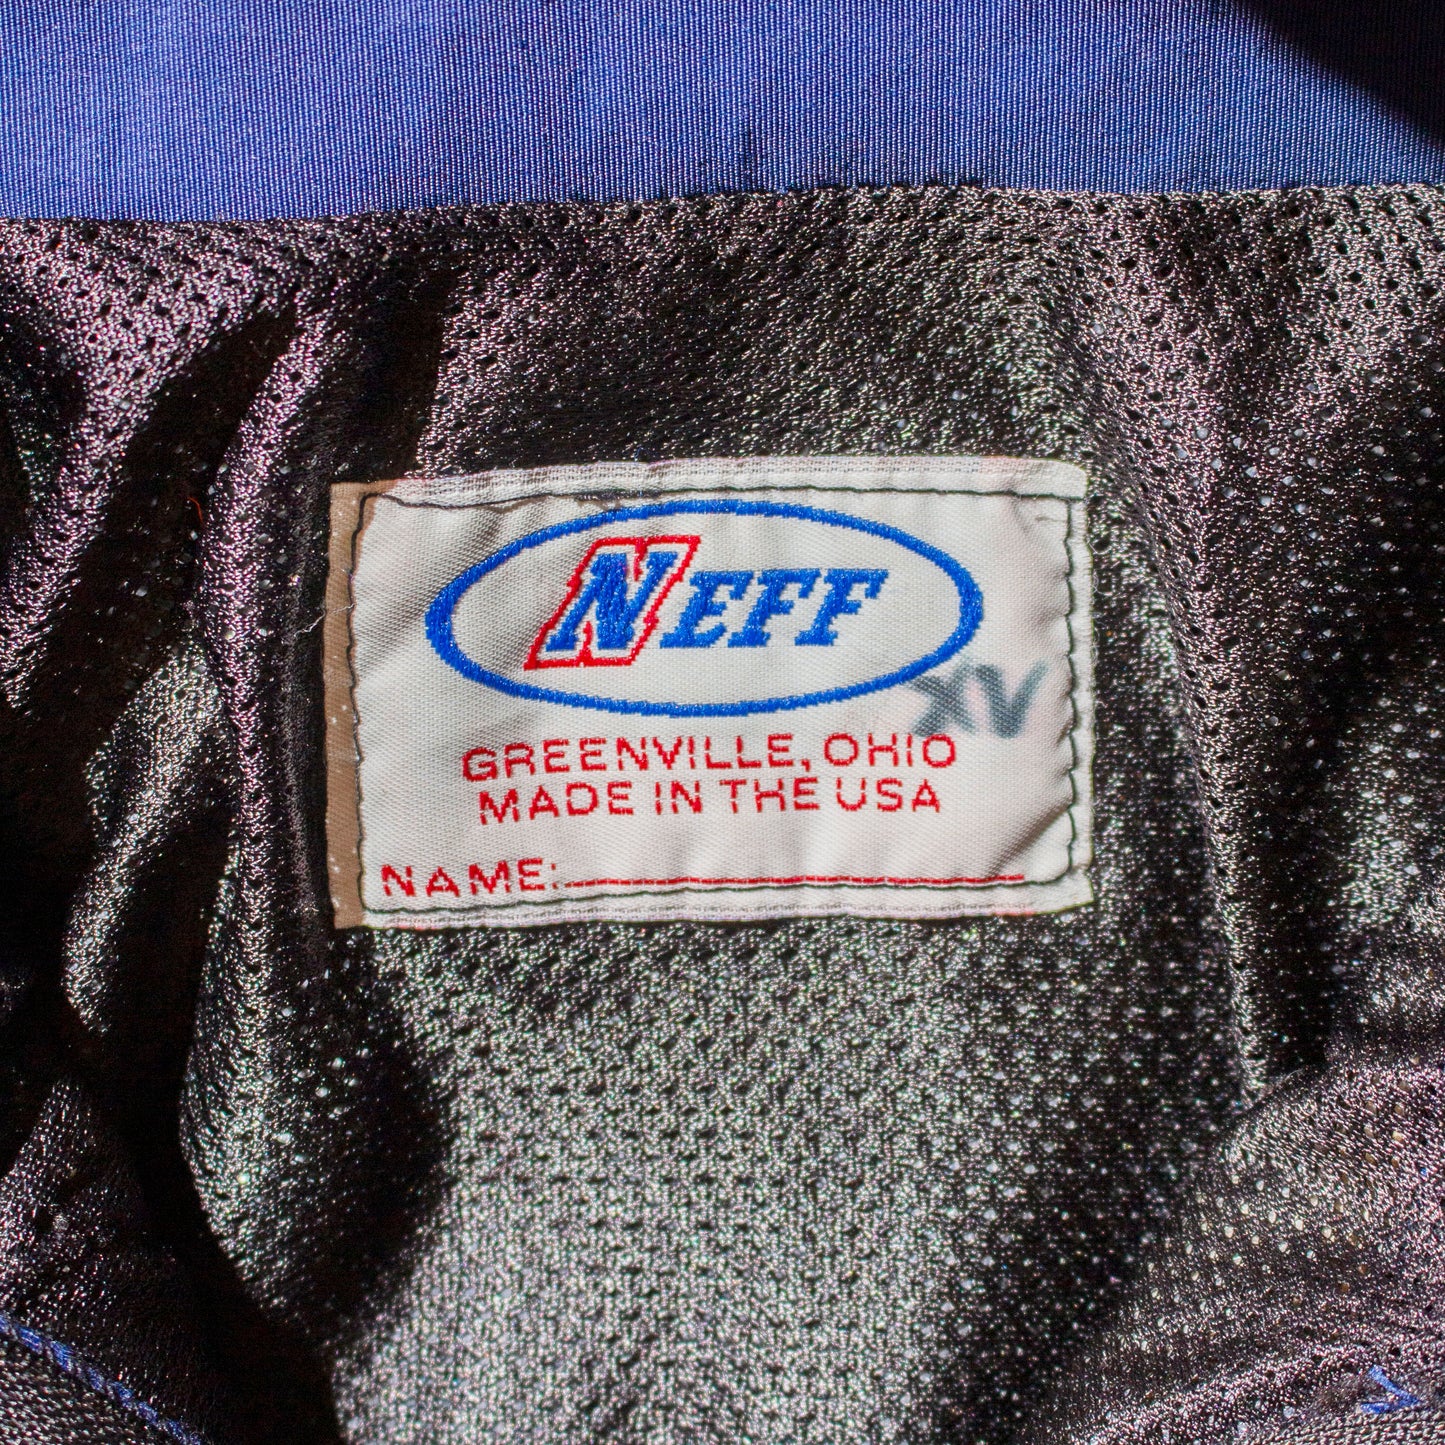 NEFF
XV
GREENVILLE, OHIO
MADE IN THE USA
NAME: